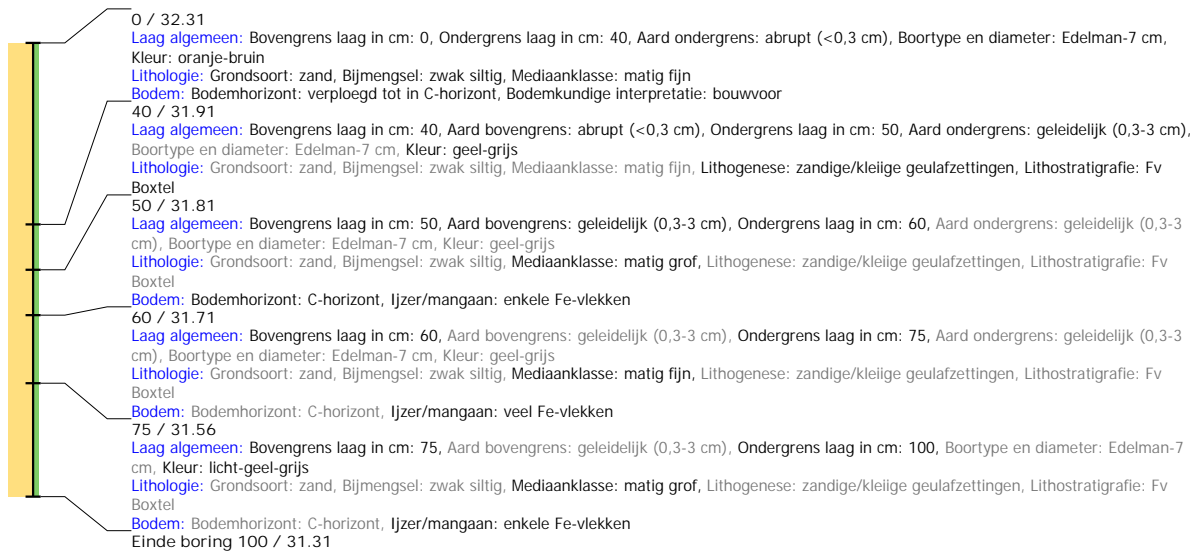 0 / 32.31
Laag algemeen: Bovengrens laag in cm: 0, Ondergrens laag in cm: 40, Aard ondergrens: abrupt (<0,3 cm), Boortype en diameter: Edelman-7 cm,
Kleur: oranje-bruin
Lithologie: Grondsoort: zand, Bijmengsel: zwak siltig, Mediaanklasse: matig fijn
Bodem: Bodemhorizont: verploegd tot in C-horizont, Bodemkundige interpretatie: bouwvoor
40 / 31.91
Laag algemeen: Bovengrens laag in cm: 40, Aard bovengrens: abrupt (<0,3 cm), Ondergrens laag in cm: 50, Aard ondergrens: geleidelijk (0,3-3 cm),
Boortype en diameter: Edelman-7 cm, Kleur: geel-grijs
Lithologie: Grondsoort: zand, Bijmengsel: zwak siltig, Mediaanklasse: matig fijn, Lithogenese: zandige/kleiige geulafzettingen, Lithostratigrafie: Fv
Boxtel
50 / 31.81
Laag algemeen: Bovengrens laag in cm: 50, Aard bovengrens: geleidelijk (0,3-3 cm), Ondergrens laag in cm: 60, Aard ondergrens: geleidelijk (0,3-3
cm), Boortype en diameter: Edelman-7 cm, Kleur: geel-grijs
Lithologie: Grondsoort: zand, Bijmengsel: zwak siltig, Mediaanklasse: matig grof, Lithogenese: zandige/kleiige geulafzettingen, Lithostratigrafie: Fv
Boxtel
Bodem: Bodemhorizont: C-horizont, Ijzer/mangaan: enkele Fe-vlekken
60 / 31.71
Laag algemeen: Bovengrens laag in cm: 60, Aard bovengrens: geleidelijk (0,3-3 cm), Ondergrens laag in cm: 75, Aard ondergrens: geleidelijk (0,3-3
cm), Boortype en diameter: Edelman-7 cm, Kleur: geel-grijs
Lithologie: Grondsoort: zand, Bijmengsel: zwak siltig, Mediaanklasse: matig fijn, Lithogenese: zandige/kleiige geulafzettingen, Lithostratigrafie: Fv
Boxtel
Bodem: Bodemhorizont: C-horizont, Ijzer/mangaan: veel Fe-vlekken
75 / 31.56
Laag algemeen: Bovengrens laag in cm: 75, Aard bovengrens: geleidelijk (0,3-3 cm), Ondergrens laag in cm: 100, Boortype en diameter: Edelman-7
cm, Kleur: licht-geel-grijs
Lithologie: Grondsoort: zand, Bijmengsel: zwak siltig, Mediaanklasse: matig grof, Lithogenese: zandige/kleiige geulafzettingen, Lithostratigrafie: Fv
Boxtel
Bodem: Bodemhorizont: C-horizont, Ijzer/mangaan: enkele Fe-vlekken
Einde boring 100 / 31.31